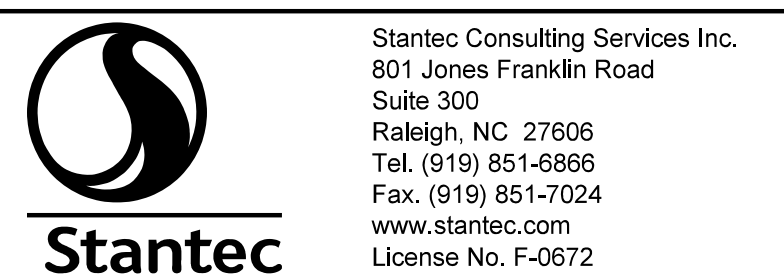 Stantec
Stantec Consulting Services Inc.
801 Jones Franklin Road
Suite 300
Raleigh, NC  27606
Tel. (919) 851-6866
Fax. (919) 851-7024
www.stantec.com
License No. F-0672